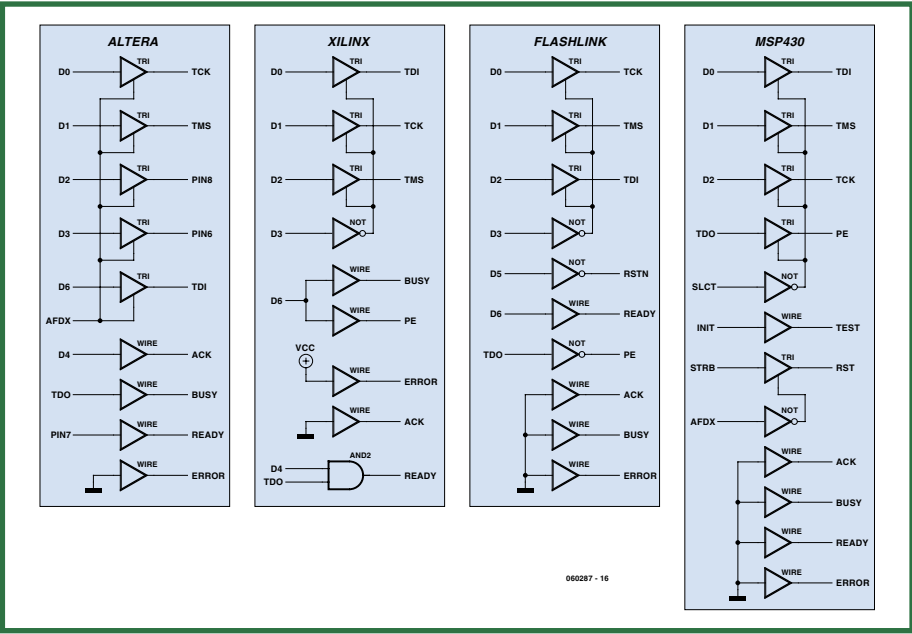 ALTERA
TRI
D0 TCK
TRI
D1 TMS
TRI
D2 PIN8
TRI
D3 PIN6
TRI
D6 TDI
AFDX
WIRE
D4 ACK
WIRE
TDO BUSY
WIRE
PIN7 READY
WIRE
ERROR
XILINX
TRI
D0 TDI
TRI
D1 TCK
TRI
D2 TMS
NOT
D3
WIRE
BUSY
D6
WIRE
PE
VCC
WIRE
ERROR
WIRE
ACK
AND2
D4
READY
TDO
FLASHLINK
TRI
D0 TCK
TRI
D1 TMS
TRI
D2 TDI
NOT
D3
NOT
D5 RSTN
WIRE
D6 READY
NOT
TDO PE
WIRE
ACK
WIRE
BUSY
WIRE
ERROR
MSP430
TRI
D0 TDI
TRI
D1 TMS
TRI
D2 TCK
TRI
TDO PE
NOT
SLCT
WIRE
INIT TEST
TRI
STRB RST
NOT
AFDX
WIRE
ACK
WIRE
BUSY
WIRE
READY
WIRE
ERROR
060287 - 16